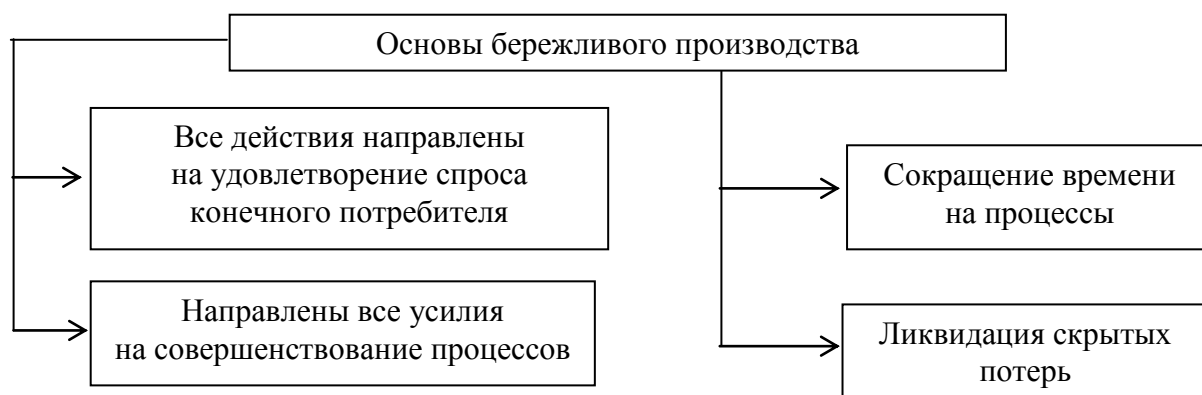 Основы бережливого производства
Все действия направлены
на удовлетворение спроса
конечного потребителя
Направлены все усилия
на совершенствование процессов
Сокращение времени
на процессы
Ликвидация скрытых
потерь